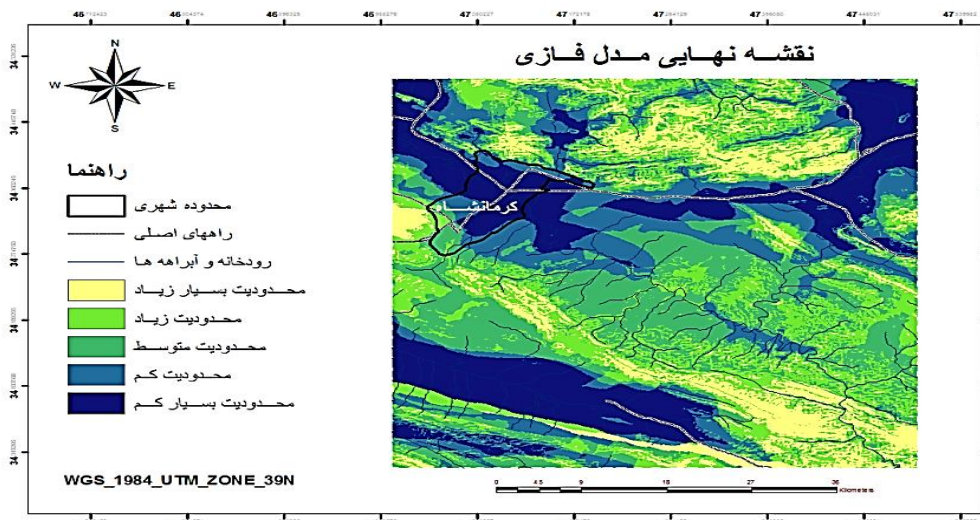 نقشه نهایی مدل فازی
N
W E
S
راهنما
محدوده شهری
راههای اصلی
رودخانه و آبراهه ها
محدودیت بسیار زیاد
محدودیت زیاد
محدودیت متوسط
محدودیت کم
محدودیت بسیار کم
کرمانشاه
WGS_1984_UTM_ZONE_39N
0 4.5 9 18 27 36
Kilometers